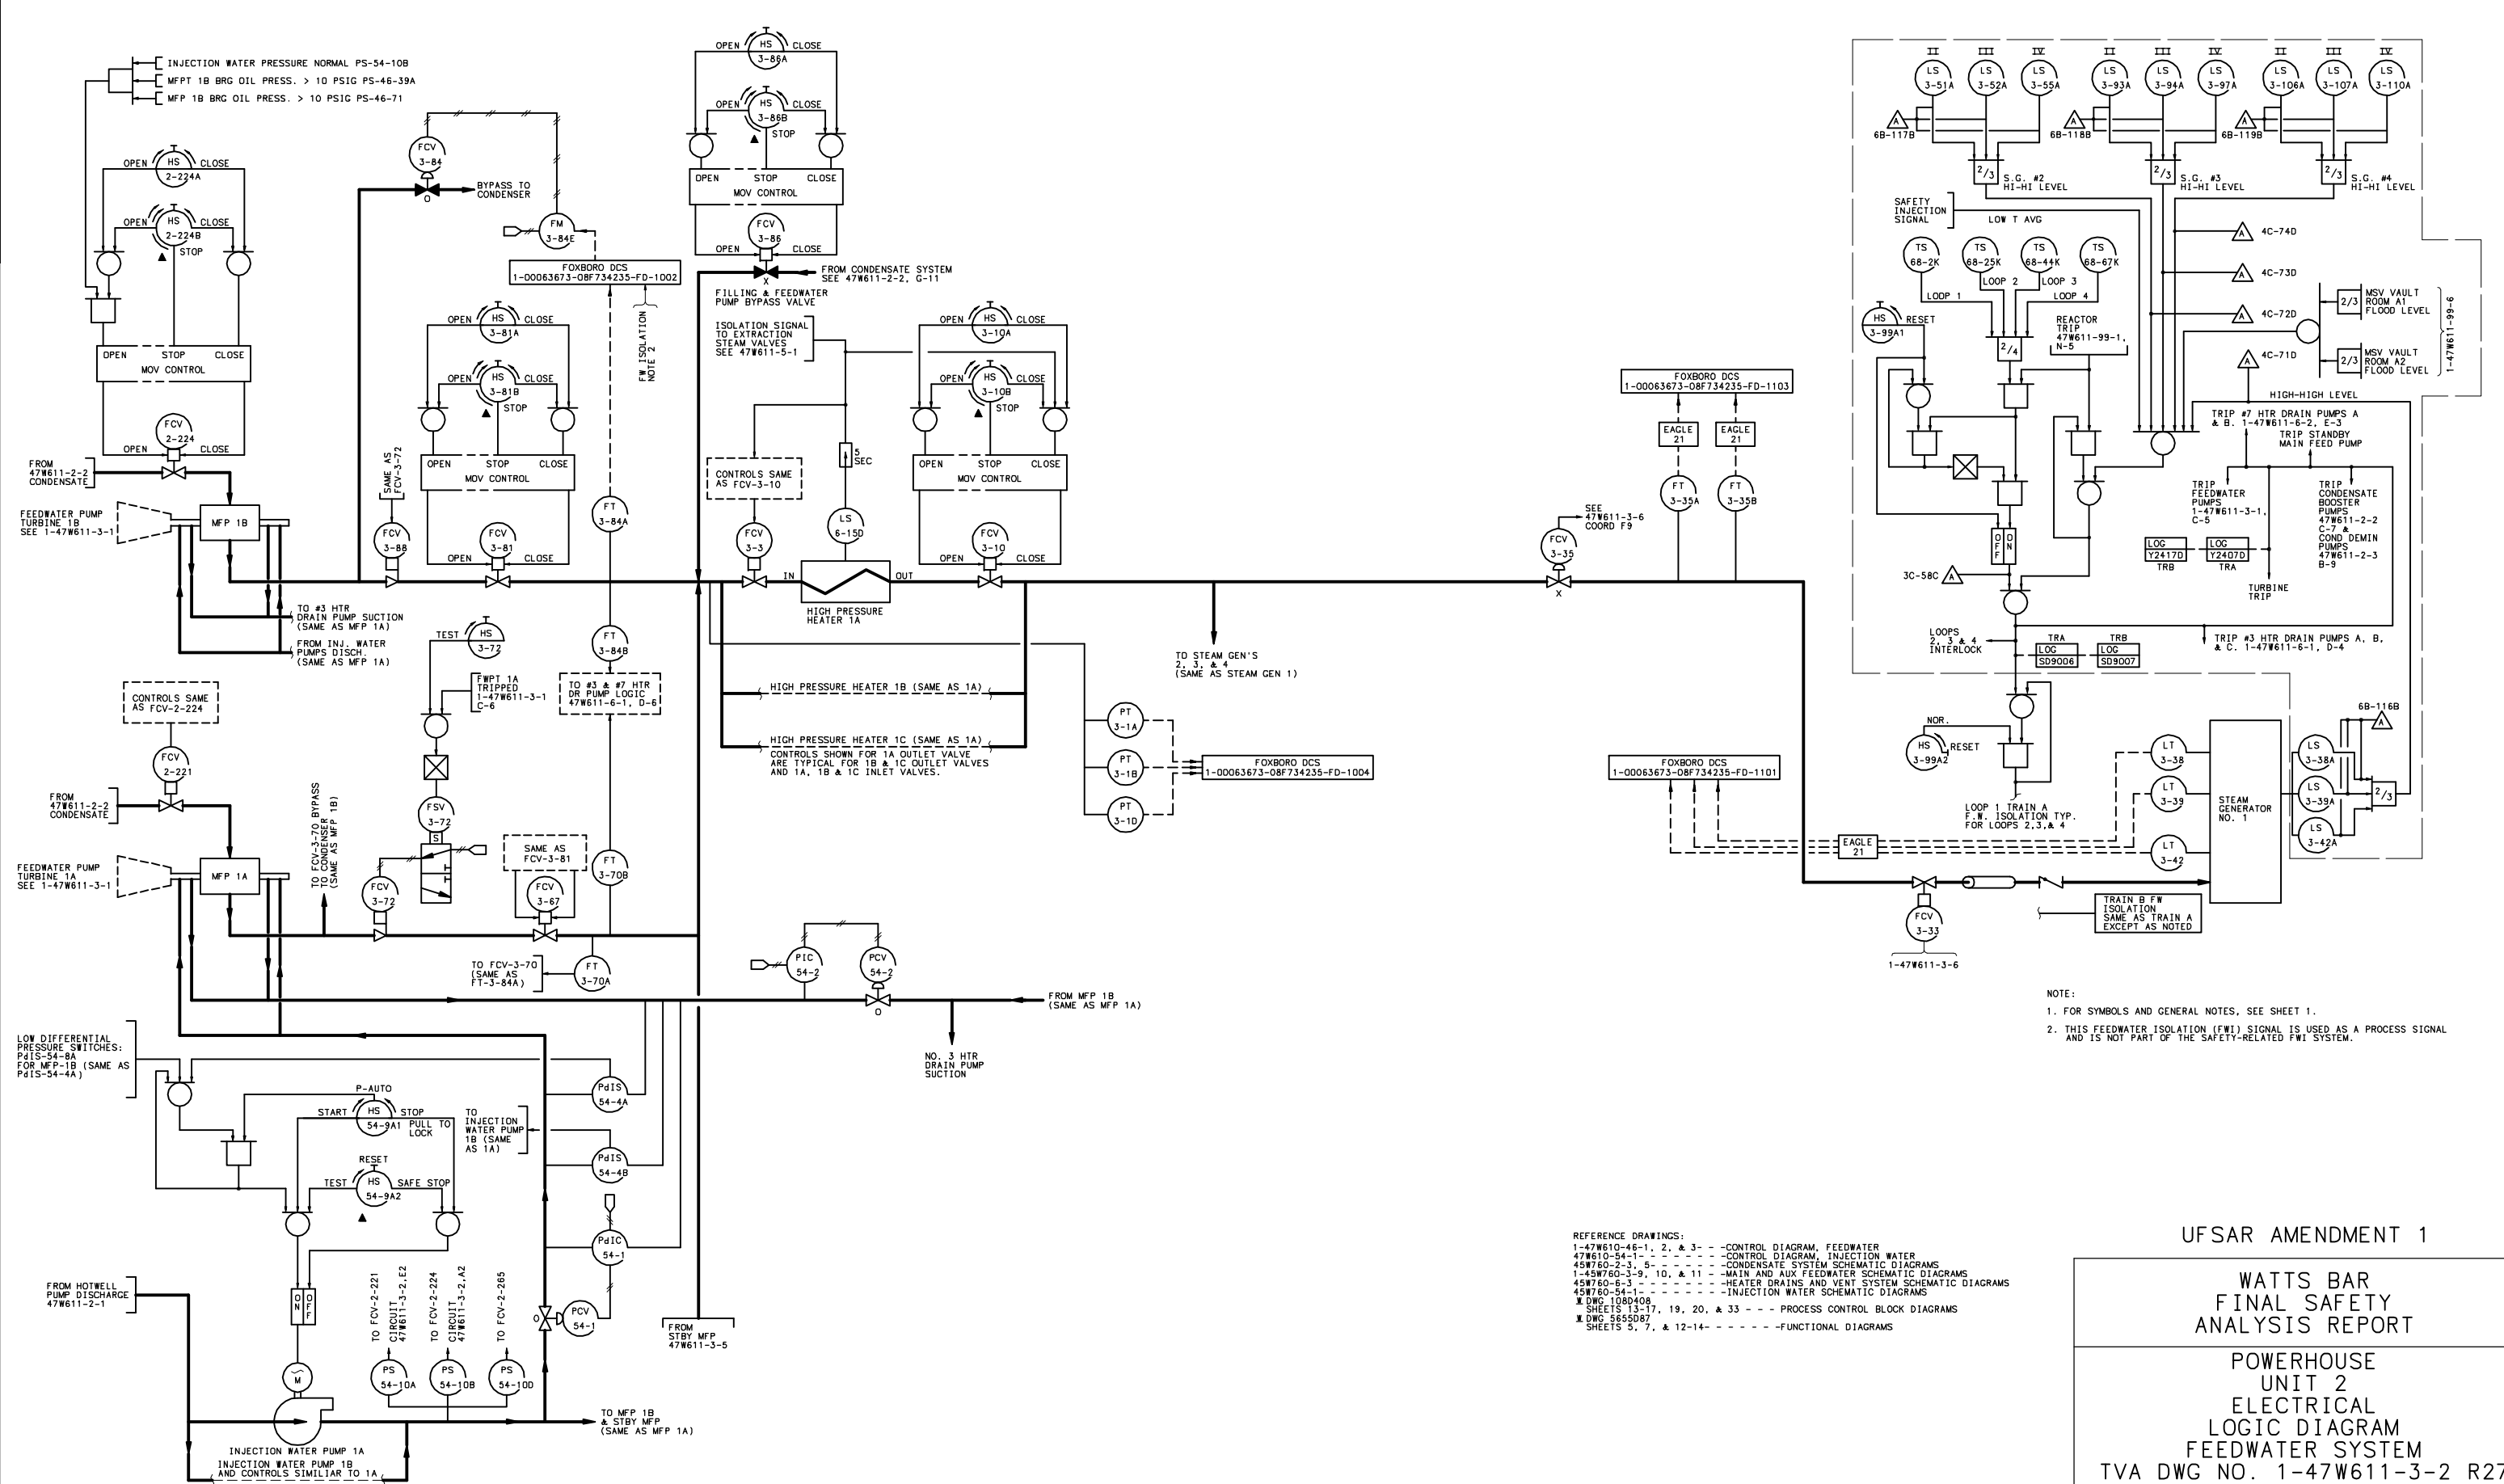 INJECTION WATER PRESSURE NORMAL PS-54-10B
MFPT 1B BRG OIL PRESS. > 10 PSIG PS-46-39A
MFP 1B BRG OIL PRESS. > 10 PSIG PS-46-71
OPEN
HS
2-224A
CLOSE
OPEN
HS
2-224B
CLOSE
STOP
OPEN STOP CLOSE
MOV CONTROL
FCV
2-224
OPEN
CLOSE
FROM
47W611-2-2
CONDENSATE
FEEDWATER PUMP
TURBINE 1B
SEE 1-47W611-3-1
MFP 1B
TO #3 HTR
DRAIN PUMP SUCTION
(SAME AS MFP 1A)
FROM INJ. WATER
PUMPS DISCH.
(SAME AS MFP 1A)
FCV
3-84
O
BYPASS TO
CONDENSER
FM
3-84E
FOXBORO DCS
1-00063673-08F734235-FD-1002
FW ISOLATION
NOTE 2
OPEN
HS
3-81A
CLOSE
OPEN
HS
3-81B
CLOSE
STOP
OPEN STOP CLOSE
MOV CONTROL
SAME AS
FCV-3-72
FCV
3-88
OPEN
FCV
3-81
CLOSE
FT
3-84A
FT
3-84B
TO #3 & #7 HTR
DR PUMP LOGIC
47W611-6-1, D-6
OPEN
HS
3-86A
CLOSE
OPEN
HS
3-86B
CLOSE
STOP
OPEN STOP CLOSE
MOV CONTROL
FCV
3-86
OPEN
CLOSE
X
FROM CONDENSATE SYSTEM
SEE 47W611-2-2, G-11
FILLING & FEEDWATER
PUMP BYPASS VALVE
ISOLATION SIGNAL
TO EXTRACTION
STEAM VALVES
SEE 47W611-5-1
OPEN
HS
3-10A
CLOSE
OPEN
HS
3-10B
CLOSE
STOP
OPEN STOP CLOSE
MOV CONTROL
5
SEC
CONTROLS SAME
AS FCV-3-10
LS
6-15D
FCV
3-3
OPEN
FCV
3-10
CLOSE
IN
OUT
HIGH PRESSURE
HEATER 1A
HIGH PRESSURE HEATER 1B (SAME AS 1A)
HIGH PRESSURE HEATER 1C (SAME AS 1A)
CONTROLS SHOWN FOR 1A OUTLET VALVE
ARE TYPICAL FOR 1B & 1C OUTLET VALVES
AND 1A, 1B & 1C INLET VALVES.
TO STEAM GEN'S
2, 3, & 4
(SAME AS STEAM GEN 1)
PT
3-1A
PT
3-1B
PT
3-1D
FOXBORO DCS
1-00063673-08F734235-FD-1004
FOXBORO DCS
1-00063673-08F734235-FD-1103
EAGLE
21
EAGLE
21
FT
3-35A
FT
3-35B
SEE
47W611-3-6
COORD F9
FCV
3-35
X
II
III
IV
II
III
IV
II
III
IV
LS
3-51A
LS
3-52A
LS
3-55A
LS
3-93A
LS
3-94A
LS
3-97A
LS
3-106A
LS
3-107A
LS
3-110A
A
6B-117B
A
6B-118B
A
6B-119B
2/3
S.G. #2
HI-HI LEVEL
2/3
S.G. #3
HI-HI LEVEL
2/3
S.G. #4
HI-HI LEVEL
SAFETY
INJECTION
SIGNAL
LOW T AVG
TS
68-2K
TS
68-25K
TS
68-44K
TS
68-67K
LOOP 1
LOOP 2
LOOP 3
LOOP 4
2/4
HS
3-99A1
RESET
REACTOR
TRIP
47W611-99-1,
N-5
A
4C-74D
A
4C-73D
A
4C-72D
A
4C-71D
2/3
MSV VAULT
ROOM A1
FLOOD LEVEL
2/3
MSV VAULT
ROOM A2
FLOOD LEVEL
1-47W611-99-6
HIGH-HIGH LEVEL
TRIP #7 HTR DRAIN PUMPS A
& B. 1-47W611-6-2, E-3
TRIP STANDBY
MAIN FEED PUMP
TRIP
FEEDWATER
PUMPS
1-47W611-3-1,
C-5
TRIP
CONDENSATE
BOOSTER
PUMPS
47W611-2-2
C-7 &
COND DEMIN
PUMPS
47W611-2-3
B-9
LOG
Y2417D
TRB
LOG
Y2407D
TRA
TURBINE
TRIP
OFF
ON
3C-58C
A
LOOPS
2, 3 & 4
INTERLOCK
TRA
LOG
SD9006
TRB
LOG
SD9007
TRIP #3 HTR DRAIN PUMPS A, B,
& C. 1-47W611-6-1, D-4
NOR.
HS
3-99A2
RESET
LOOP 1 TRAIN A
F.W. ISOLATION TYP.
FOR LOOPS 2,3,& 4
FOXBORO DCS
1-00063673-08F734235-FD-1101
EAGLE
21
LT
3-38
LT
3-39
LT
3-42
STEAM
GENERATOR
NO. 1
LS
3-38A
LS
3-39A
LS
3-42A
6B-116B
A
2/3
FCV
3-33
1-47W611-3-6
TRAIN B FW
ISOLATION
SAME AS TRAIN A
EXCEPT AS NOTED
CONTROLS SAME
AS FCV-2-224
FCV
2-221
FROM
47W611-2-2
CONDENSATE
FEEDWATER PUMP
TURBINE 1A
SEE 1-47W611-3-1
MFP 1A
TO FCV-3-70 BYPASS
TO CONDENSER
(SAME AS MFP 1B)
TEST
HS
3-72
FWPT 1A
TRIPPED
1-47W611-3-1
C-6
FSV
3-72
S
FCV
3-72
SAME AS
FCV-3-81
FCV
3-67
FT
3-70B
TO FCV-3-70
(SAME AS
FT-3-84A)
FT
3-70A
PIC
54-2
PCV
54-2
O
FROM MFP 1B
(SAME AS MFP 1A)
NO. 3 HTR
DRAIN PUMP
SUCTION
LOW DIFFERENTIAL
PRESSURE SWITCHES:
PdIS-54-8A
FOR MFP-1B (SAME AS
PdIS-54-4A)
P-AUTO
START
HS
54-9A1
STOP
PULL TO
LOCK
RESET
TEST
HS
54-9A2
SAFE STOP
TO
INJECTION
WATER PUMP
1B (SAME
AS 1A)
PdIS
54-4A
PdIS
54-4B
PdIC
54-1
O
PCV
54-1
FROM HOTWELL
PUMP DISCHARGE
47W611-2-1
ON
OFF
M
TO FCV-2-221
CIRCUIT
47W611-3-2,E2
TO FCV-2-224
CIRCUIT
47W611-3-2,A2
TO FCV-2-265
PS
54-10A
PS
54-10B
PS
54-10D
FROM
STBY MFP
47W611-3-5
TO MFP 1B
& STBY MFP
(SAME AS MFP 1A)
INJECTION WATER PUMP 1A
INJECTION WATER PUMP 1B
AND CONTROLS SIMILIAR TO 1A
NOTE:
1. FOR SYMBOLS AND GENERAL NOTES, SEE SHEET 1.
2. THIS FEEDWATER ISOLATION (FWI) SIGNAL IS USED AS A PROCESS SIGNAL
AND IS NOT PART OF THE SAFETY-RELATED FWI SYSTEM.
REFERENCE DRAWINGS:
1-47W610-46-1, 2, & 3- - -CONTROL DIAGRAM, FEEDWATER
47W610-54-1- - - - - - - -CONTROL DIAGRAM, INJECTION WATER
45W760-2-3, 5- - - - - - -CONDENSATE SYSTEM SCHEMATIC DIAGRAMS
1-45W760-3-9, 10, & 11 - -MAIN AND AUX FEEDWATER SCHEMATIC DIAGRAMS
45W760-6-3 - - - - - - - -HEATER DRAINS AND VENT SYSTEM SCHEMATIC DIAGRAMS
45W760-54-1- - - - - - - -INJECTION WATER SCHEMATIC DIAGRAMS
W DWG 108D408
SHEETS 13-17, 19, 20, & 33 - - - PROCESS CONTROL BLOCK DIAGRAMS
W DWG 5655D87
SHEETS 5, 7, & 12-14- - - - - - -FUNCTIONAL DIAGRAMS
UFSAR AMENDMENT 1
WATTS BAR
FINAL SAFETY
ANALYSIS REPORT
POWERHOUSE
UNIT 2
ELECTRICAL
LOGIC DIAGRAM
FEEDWATER SYSTEM
TVA DWG NO. 1-47W611-3-2 R27